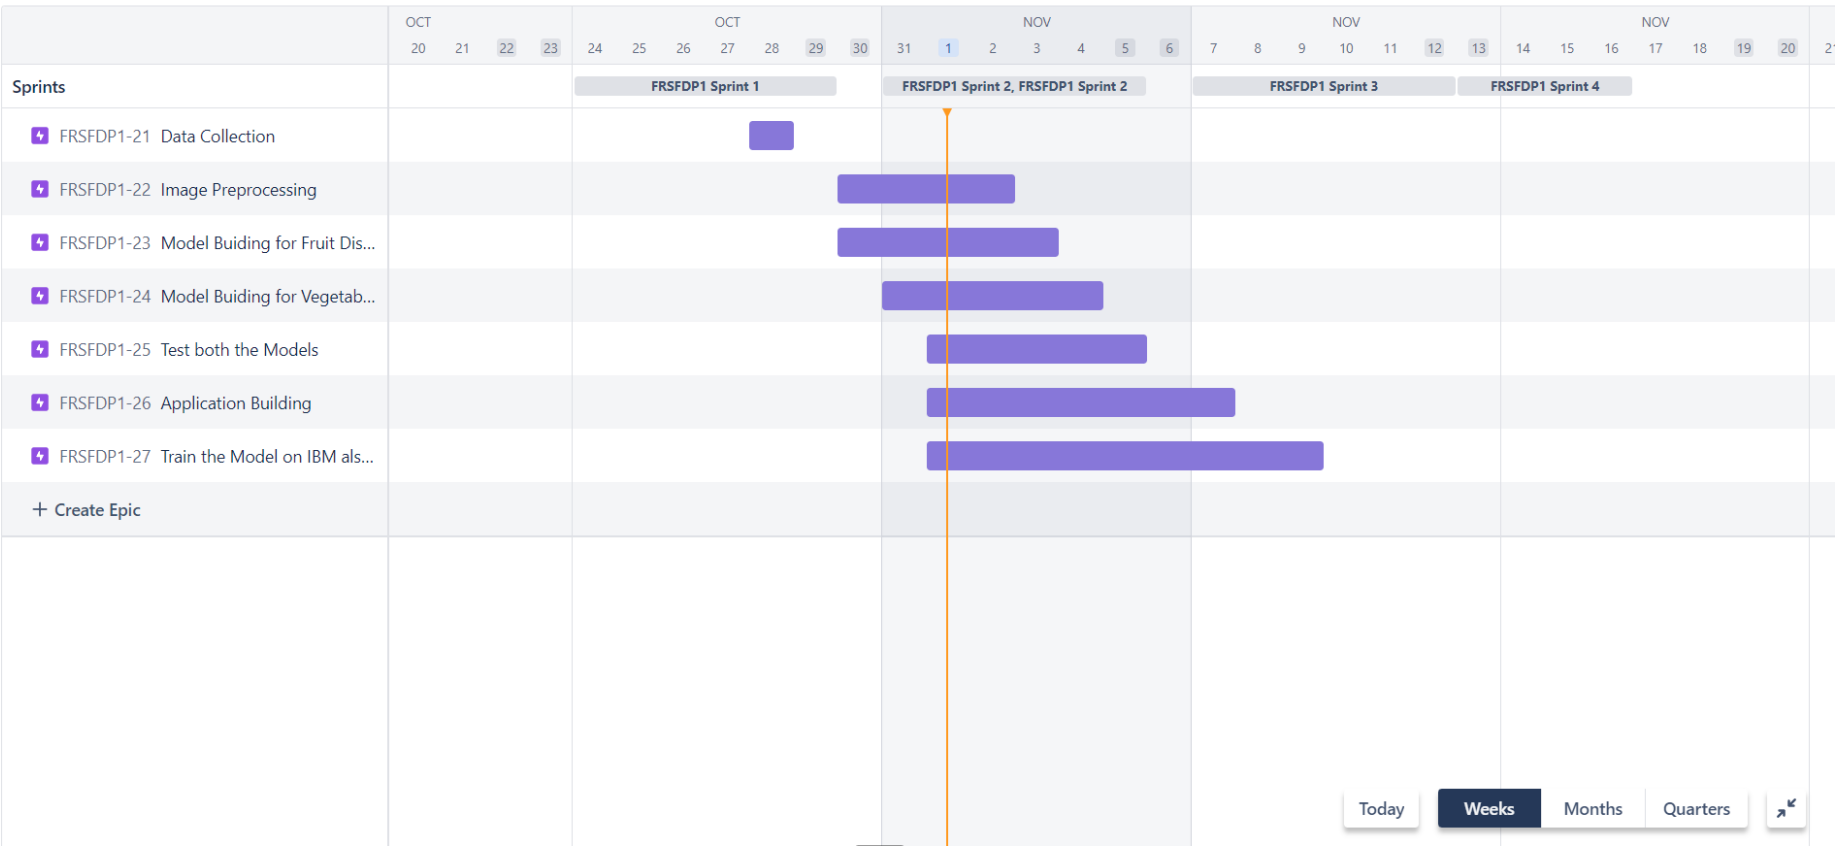 OCT OCT NOV NOV NOV
20 21 22 23 24 25 26 27 28 29 30 31 1 2 3 4 5 6 7 8 9 10 11 12 13 14 15 16 17 18 19 20
Sprints FRSFDP1 Sprint 1 FRSFDP1 Sprint 2, FRSFDP1 Sprint 2 FRSFDP1 Sprint 3 FRSFDP1 Sprint 4
FRSFDP1-21 Data Collection
FRSFDP1-22 Image Preprocessing
FRSFDP1-23 Model Buiding for Fruit Dis...
FRSFDP1-24 Model Buiding for Vegetab...
FRSFDP1-25 Test both the Models
FRSFDP1-26 Application Building
FRSFDP1-27 Train the Model on IBM als...
+ Create Epic
Today Weeks Months Quarters